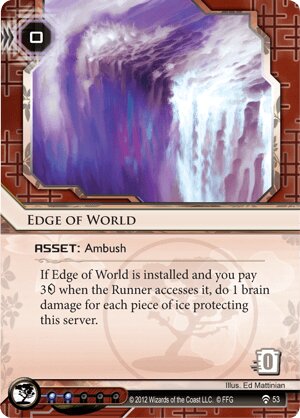 0
EDGE OF WORLD
ASSET: Ambush
If Edge of World is installed and you pay
3 when the Runner accesses it, do 1 brain
damage for each piece of ice protecting
this server.
0
Illus. Ed Mattinian
© 2012 Wizards of the Coast LLC. © FFG
53